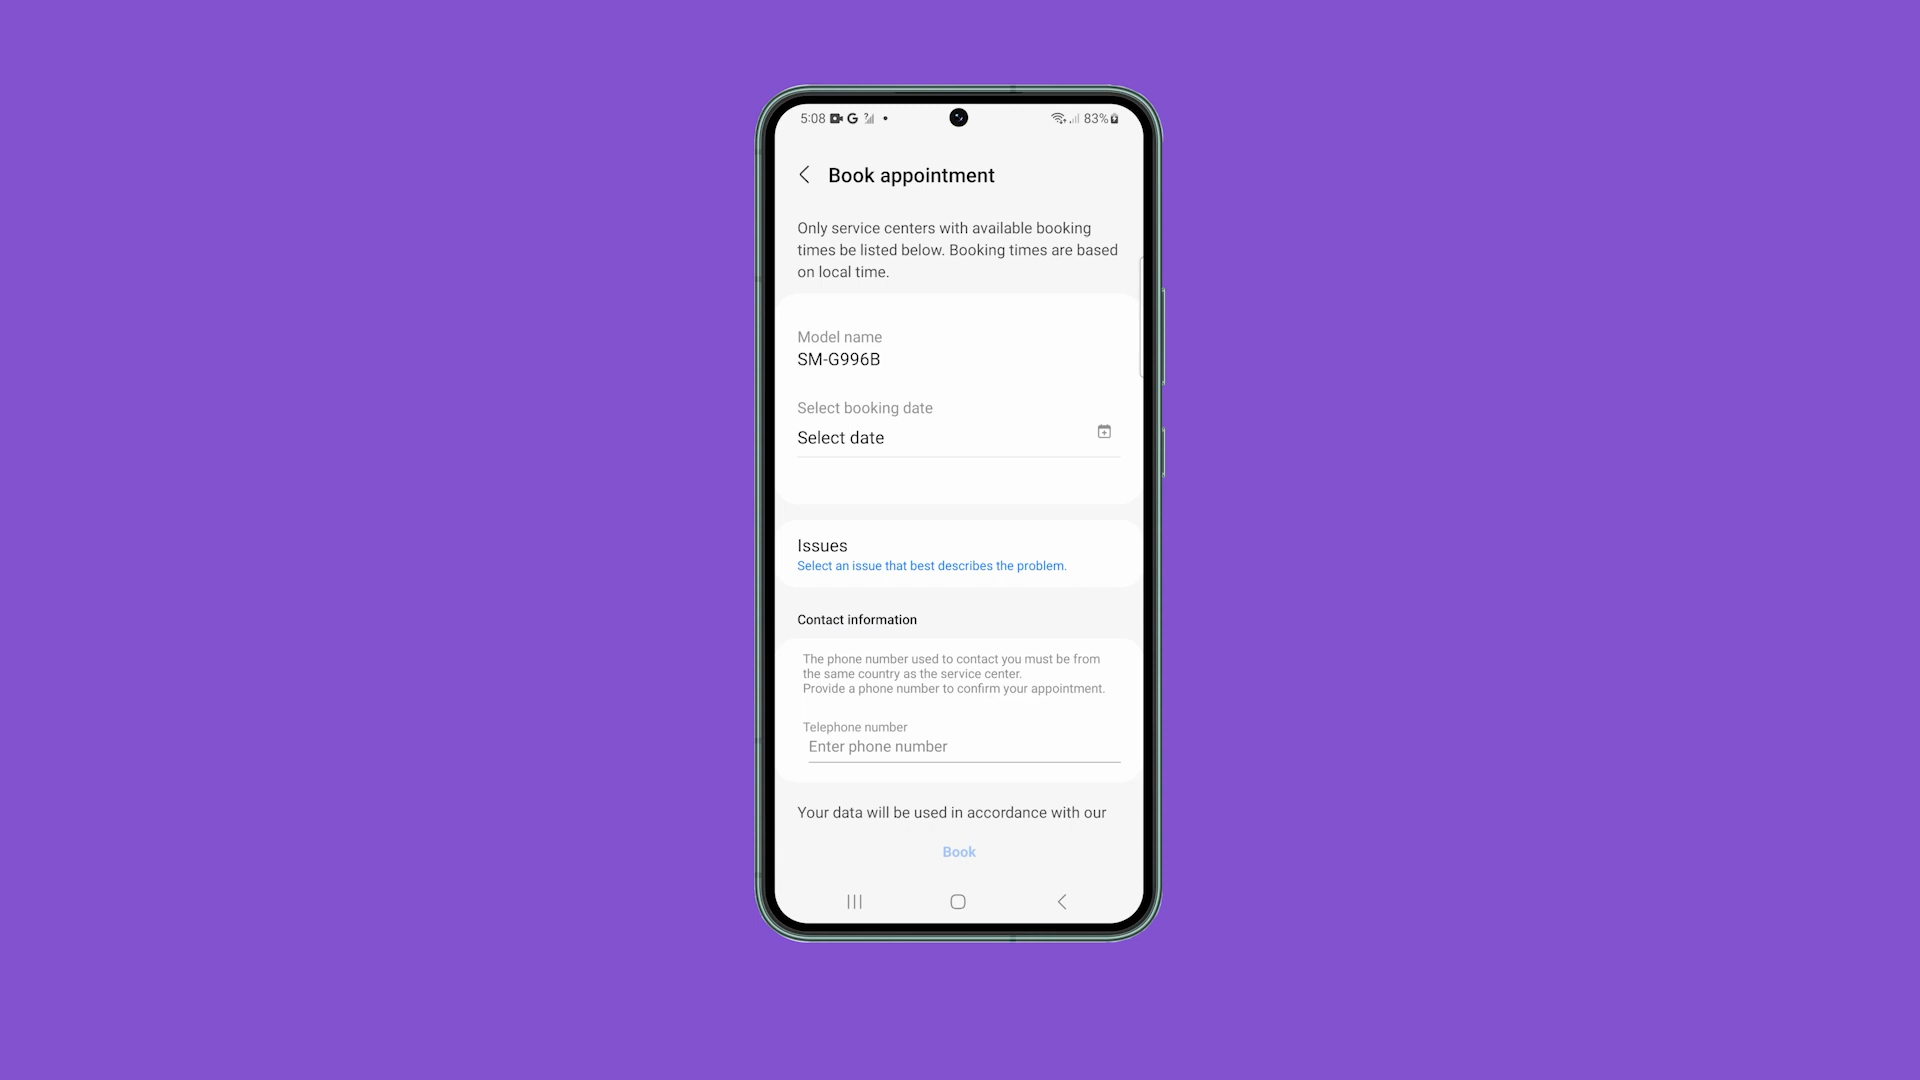 5:08
83%
Book appointment
Only service centers with available booking
times be listed below. Booking times are based
on local time.
Model name
SM-G996B
Select booking date
Select date
Issues
Select an issue that best describes the problem.
Contact information
The phone number used to contact you must be from
the same country as the service center.
Provide a phone number to confirm your appointment.
Telephone number
Enter phone number
Your data will be used in accordance with our
Book